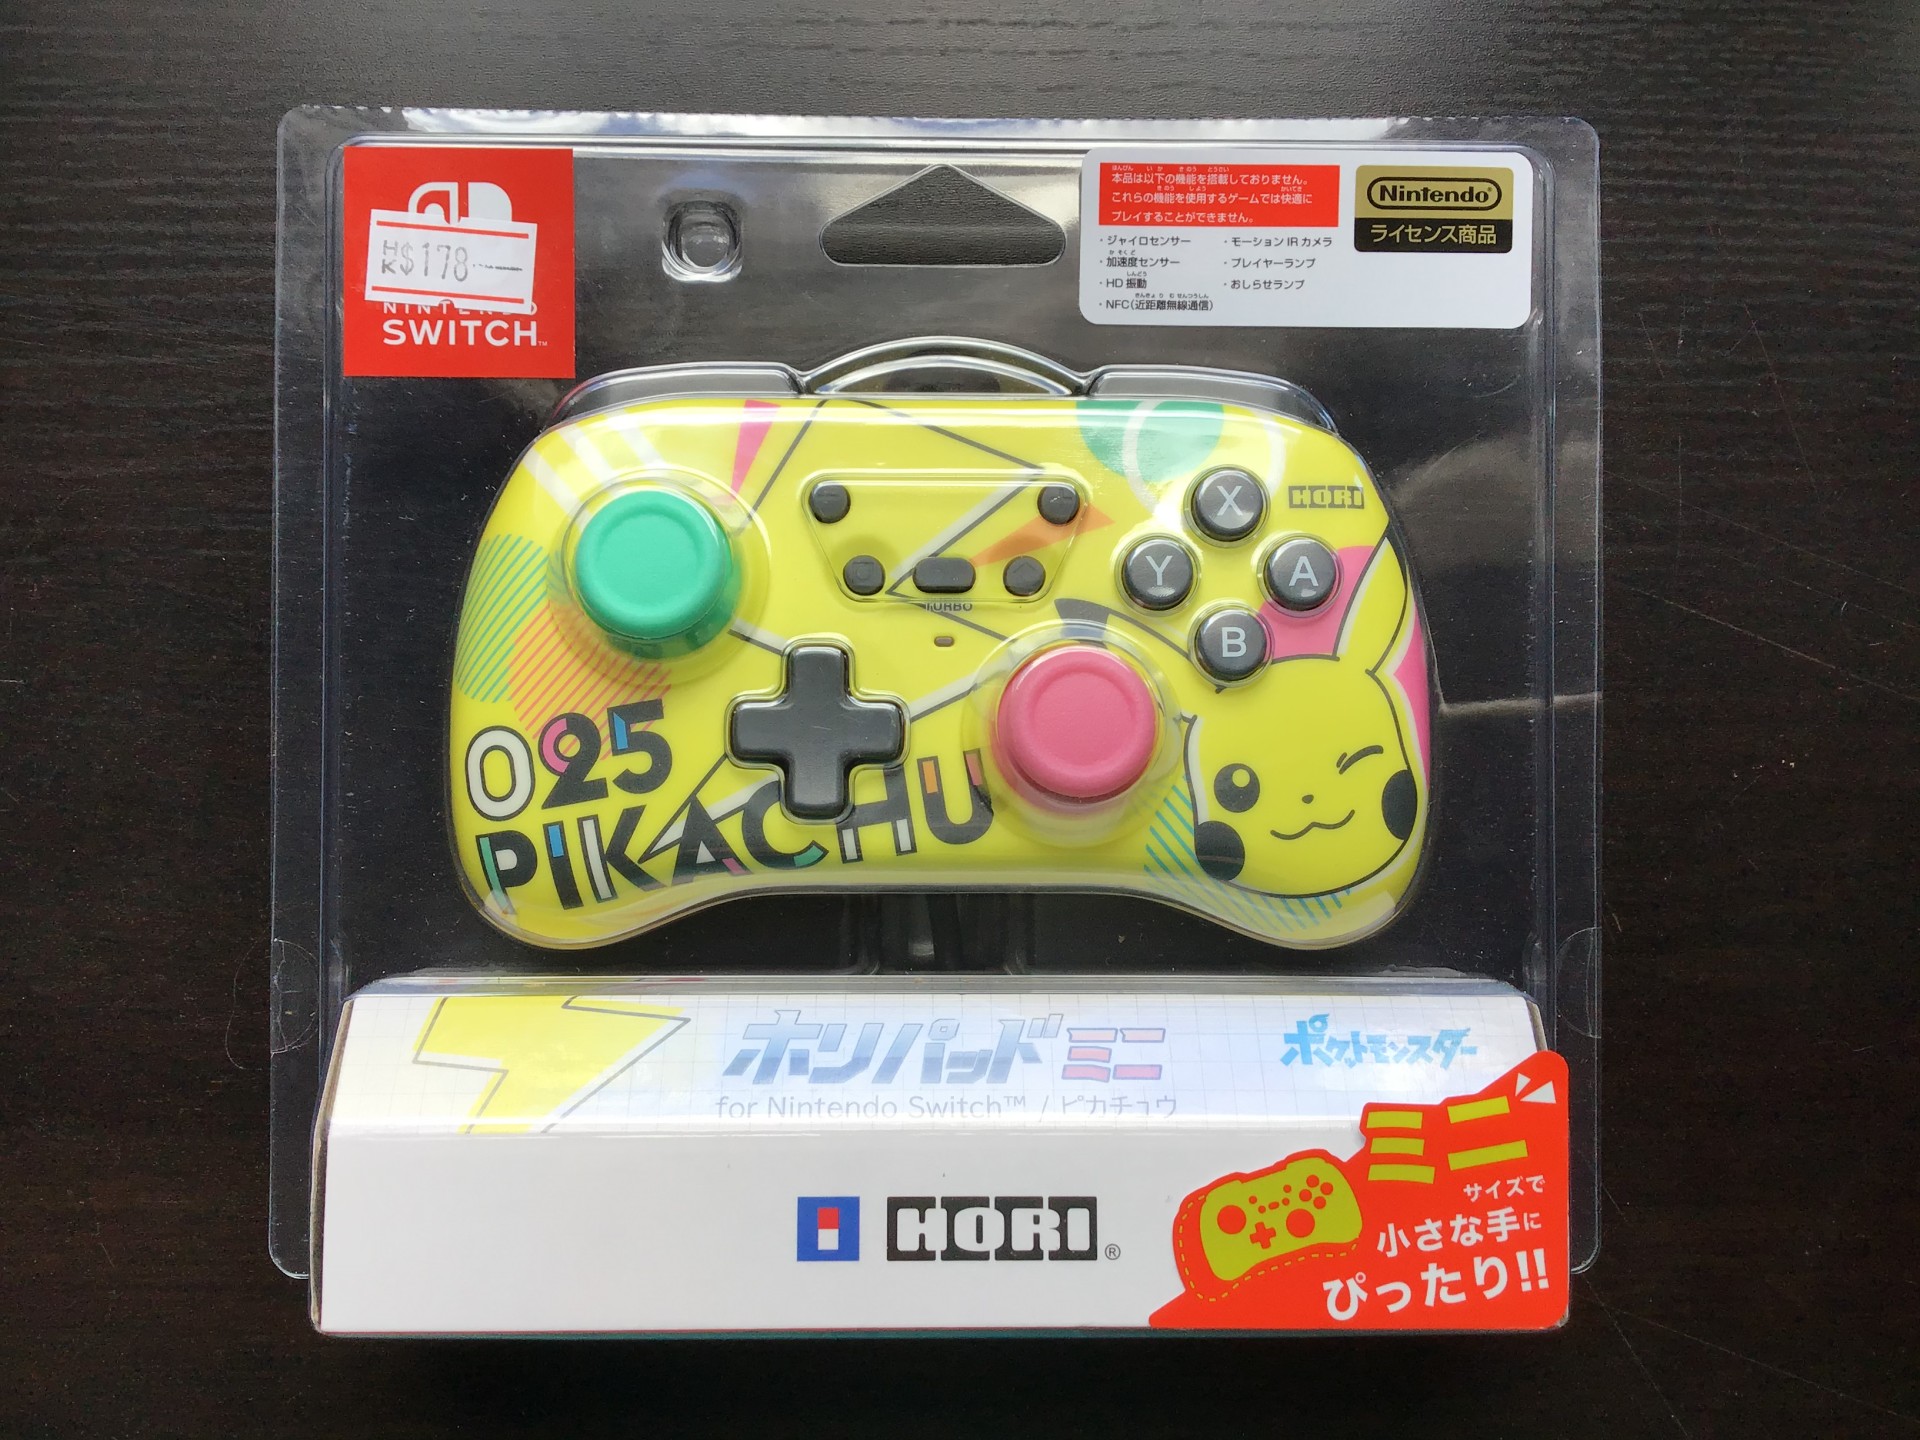 HK$178
NINTENDO
SWITCH™
本品は以下の機能を搭載しておりません。
これらの機能を使用するゲームでは快適に
プレイすることができません。
・ジャイロセンサー
・加速度センサー
・HD 振動
・NFC(近距離無線通信)
・モーション IR カメラ
・プレイヤーランプ
・おしらせランプ
Nintendo®
ライセンス商品
X
Y
A
B
HORI
TURBO
025
PIKACHU
ホリパッドミニ
for Nintendo Switch™ / ピカチュウ
ポケットモンスター
HORI®
ミニ
サイズで
小さな手に
ぴったり!!